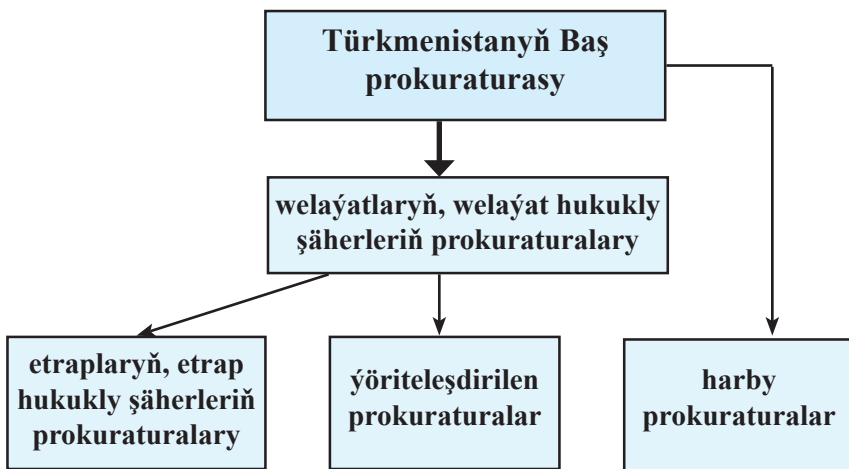 Türkmenistanyň Baş
prokuraturasy
welaýatlaryň, welaýat hukukly
şäherleriň prokuraturalary
etraplaryň, etrap
hukukly şäherleriň
prokuraturalary
ýöriteleşdirilen
prokuraturalar
harby
prokuraturalar